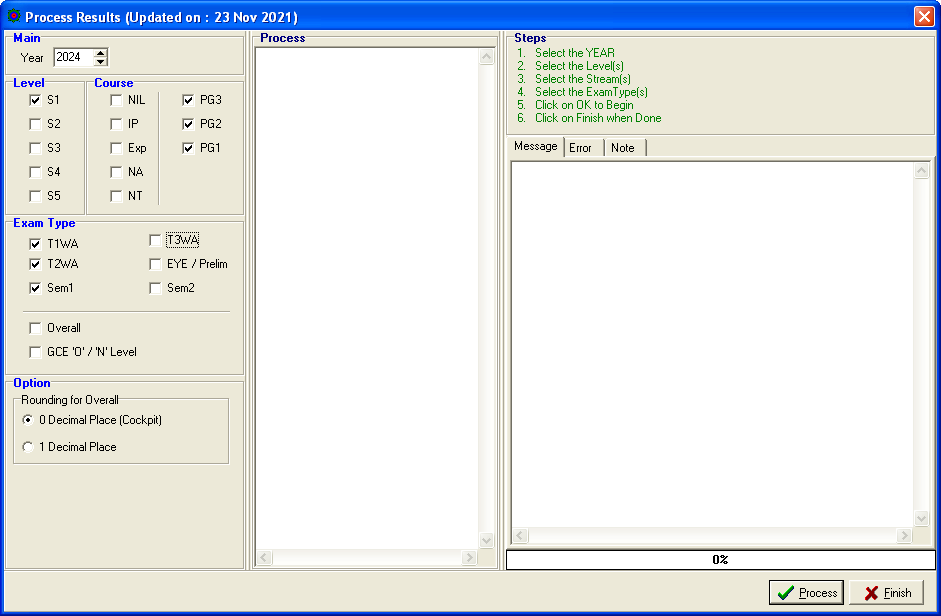 Process Results (Updated on : 23 Nov 2021)
Main
Year 2024
Level
S1
S2
S3
S4
S5
Course
NIL
IP
Exp
NA
NT
PG3
PG2
PG1
Exam Type
T1WA
T2WA
Sem1
T3WA
EYE / Prelim
Sem2
Overall
GCE 'O' / 'N' Level
Option
Rounding for Overall
0 Decimal Place (Cockpit)
1 Decimal Place
Process
Steps
1. Select the YEAR
2. Select the Level(s)
3. Select the Stream(s)
4. Select the ExamType(s)
5. Click on OK to Begin
6. Click on Finish when Done
Message Error Note
0%
Process Finish